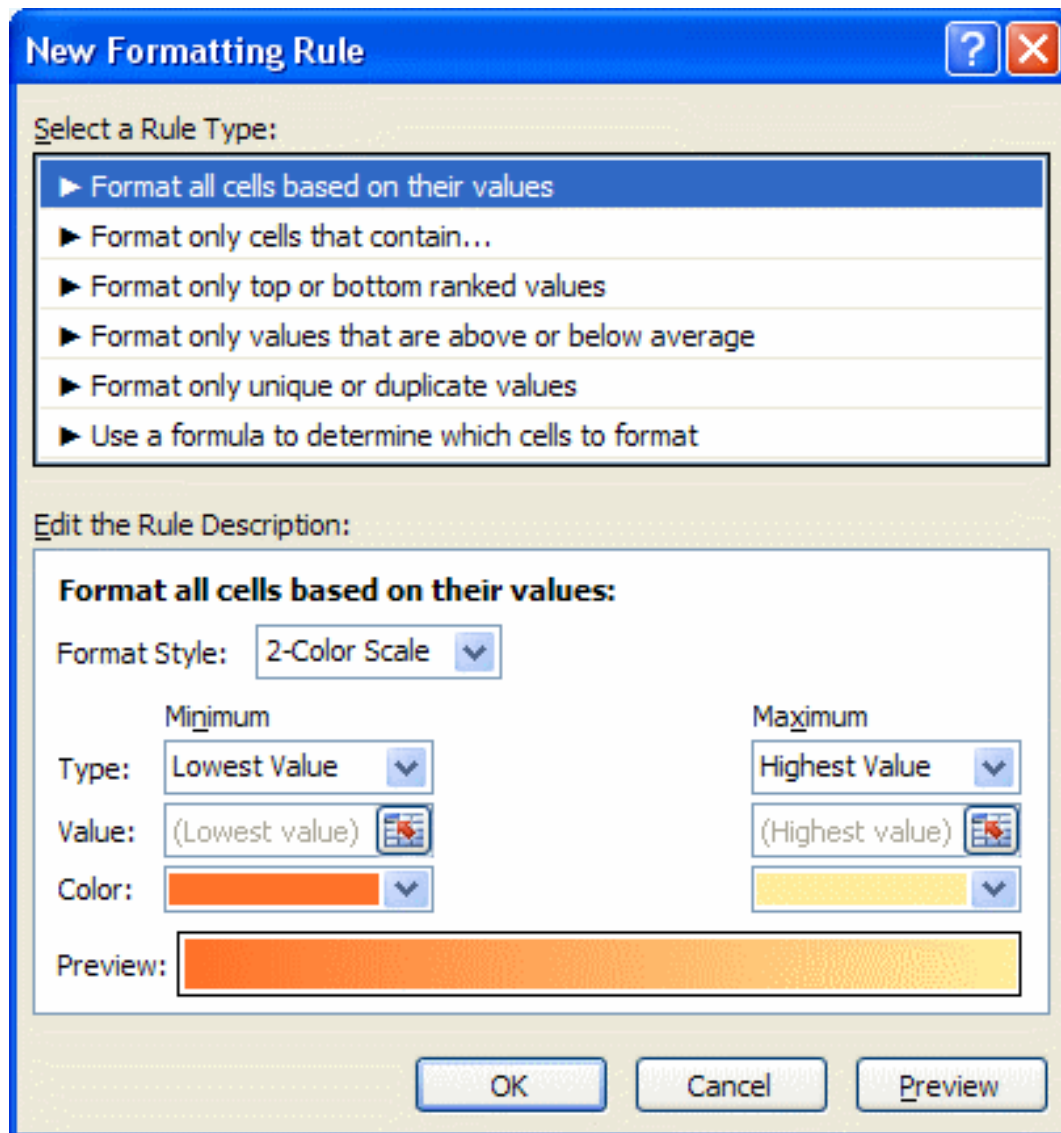 New Formatting Rule
?
Select a Rule Type:
► Format all cells based on their values
► Format only cells that contain...
► Format only top or bottom ranked values
► Format only values that are above or below average
► Format only unique or duplicate values
► Use a formula to determine which cells to format
Edit the Rule Description:
Format all cells based on their values:
Format Style: 2-Color Scale
Minimum Maximum
Type: Lowest Value Highest Value
Value: (Lowest value) (Highest value)
Color:
Preview:
OK Cancel Preview